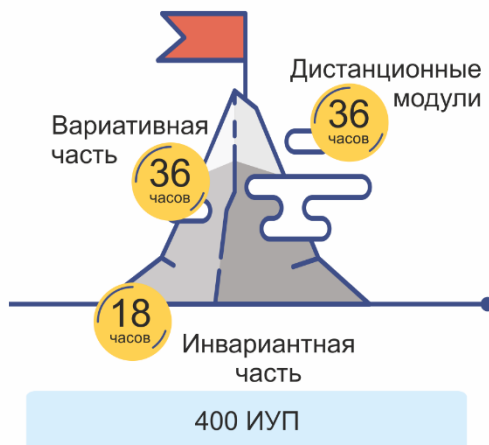 Дистанционные
модули
36
часов
Вариативная
часть
36
часов
18
часов
Инвариантная
часть
400 ИУП